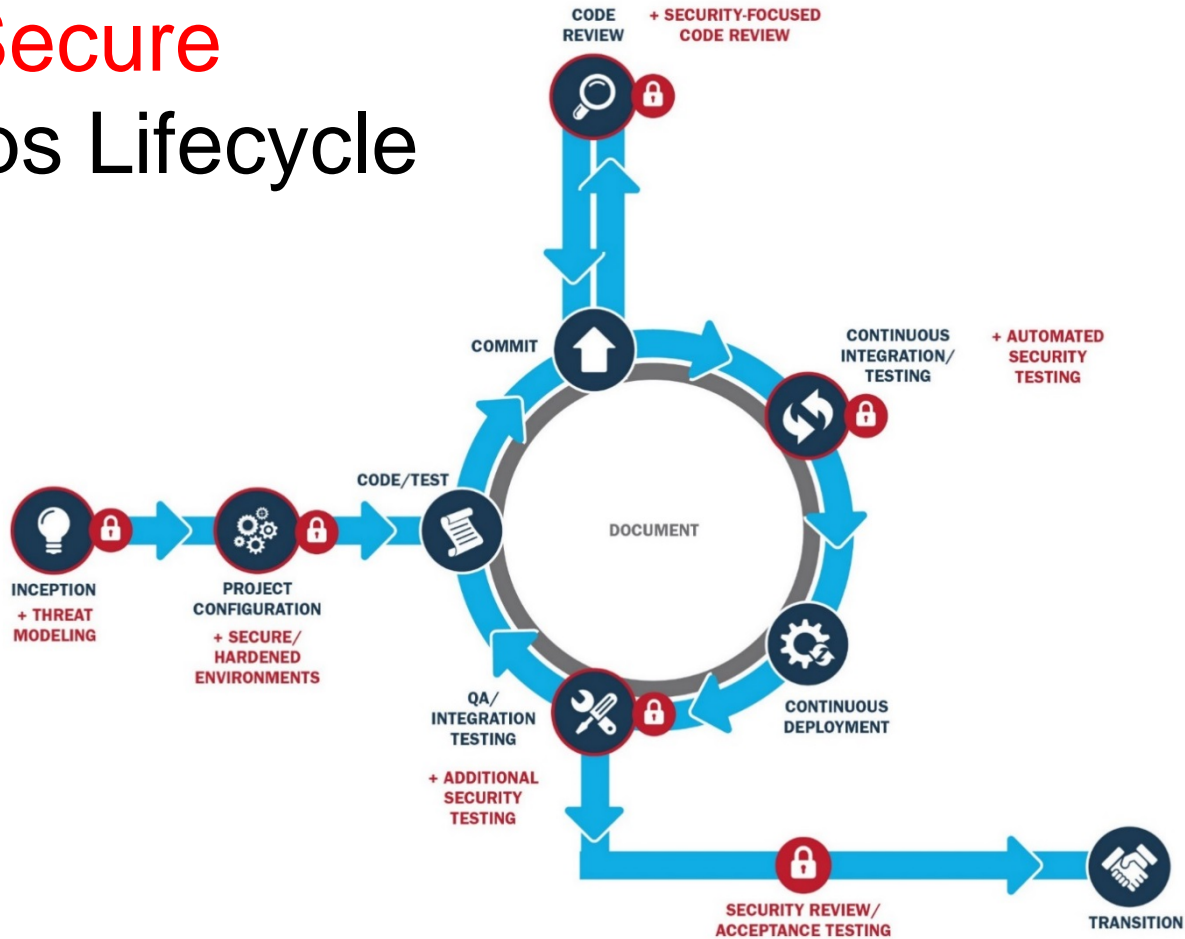 Secure
os Lifecycle
CODE
REVIEW
+ SECURITY-FOCUSED
CODE REVIEW
COMMIT
CONTINUOUS
INTEGRATION/
TESTING
+ AUTOMATED
SECURITY
TESTING
CODE/TEST
DOCUMENT
INCEPTION
+ THREAT
MODELING
PROJECT
CONFIGURATION
+ SECURE/
HARDENED
ENVIRONMENTS
QA/
INTEGRATION
TESTING
+ ADDITIONAL
SECURITY
TESTING
CONTINUOUS
DEPLOYMENT
SECURITY REVIEW/
ACCEPTANCE TESTING
TRANSITION